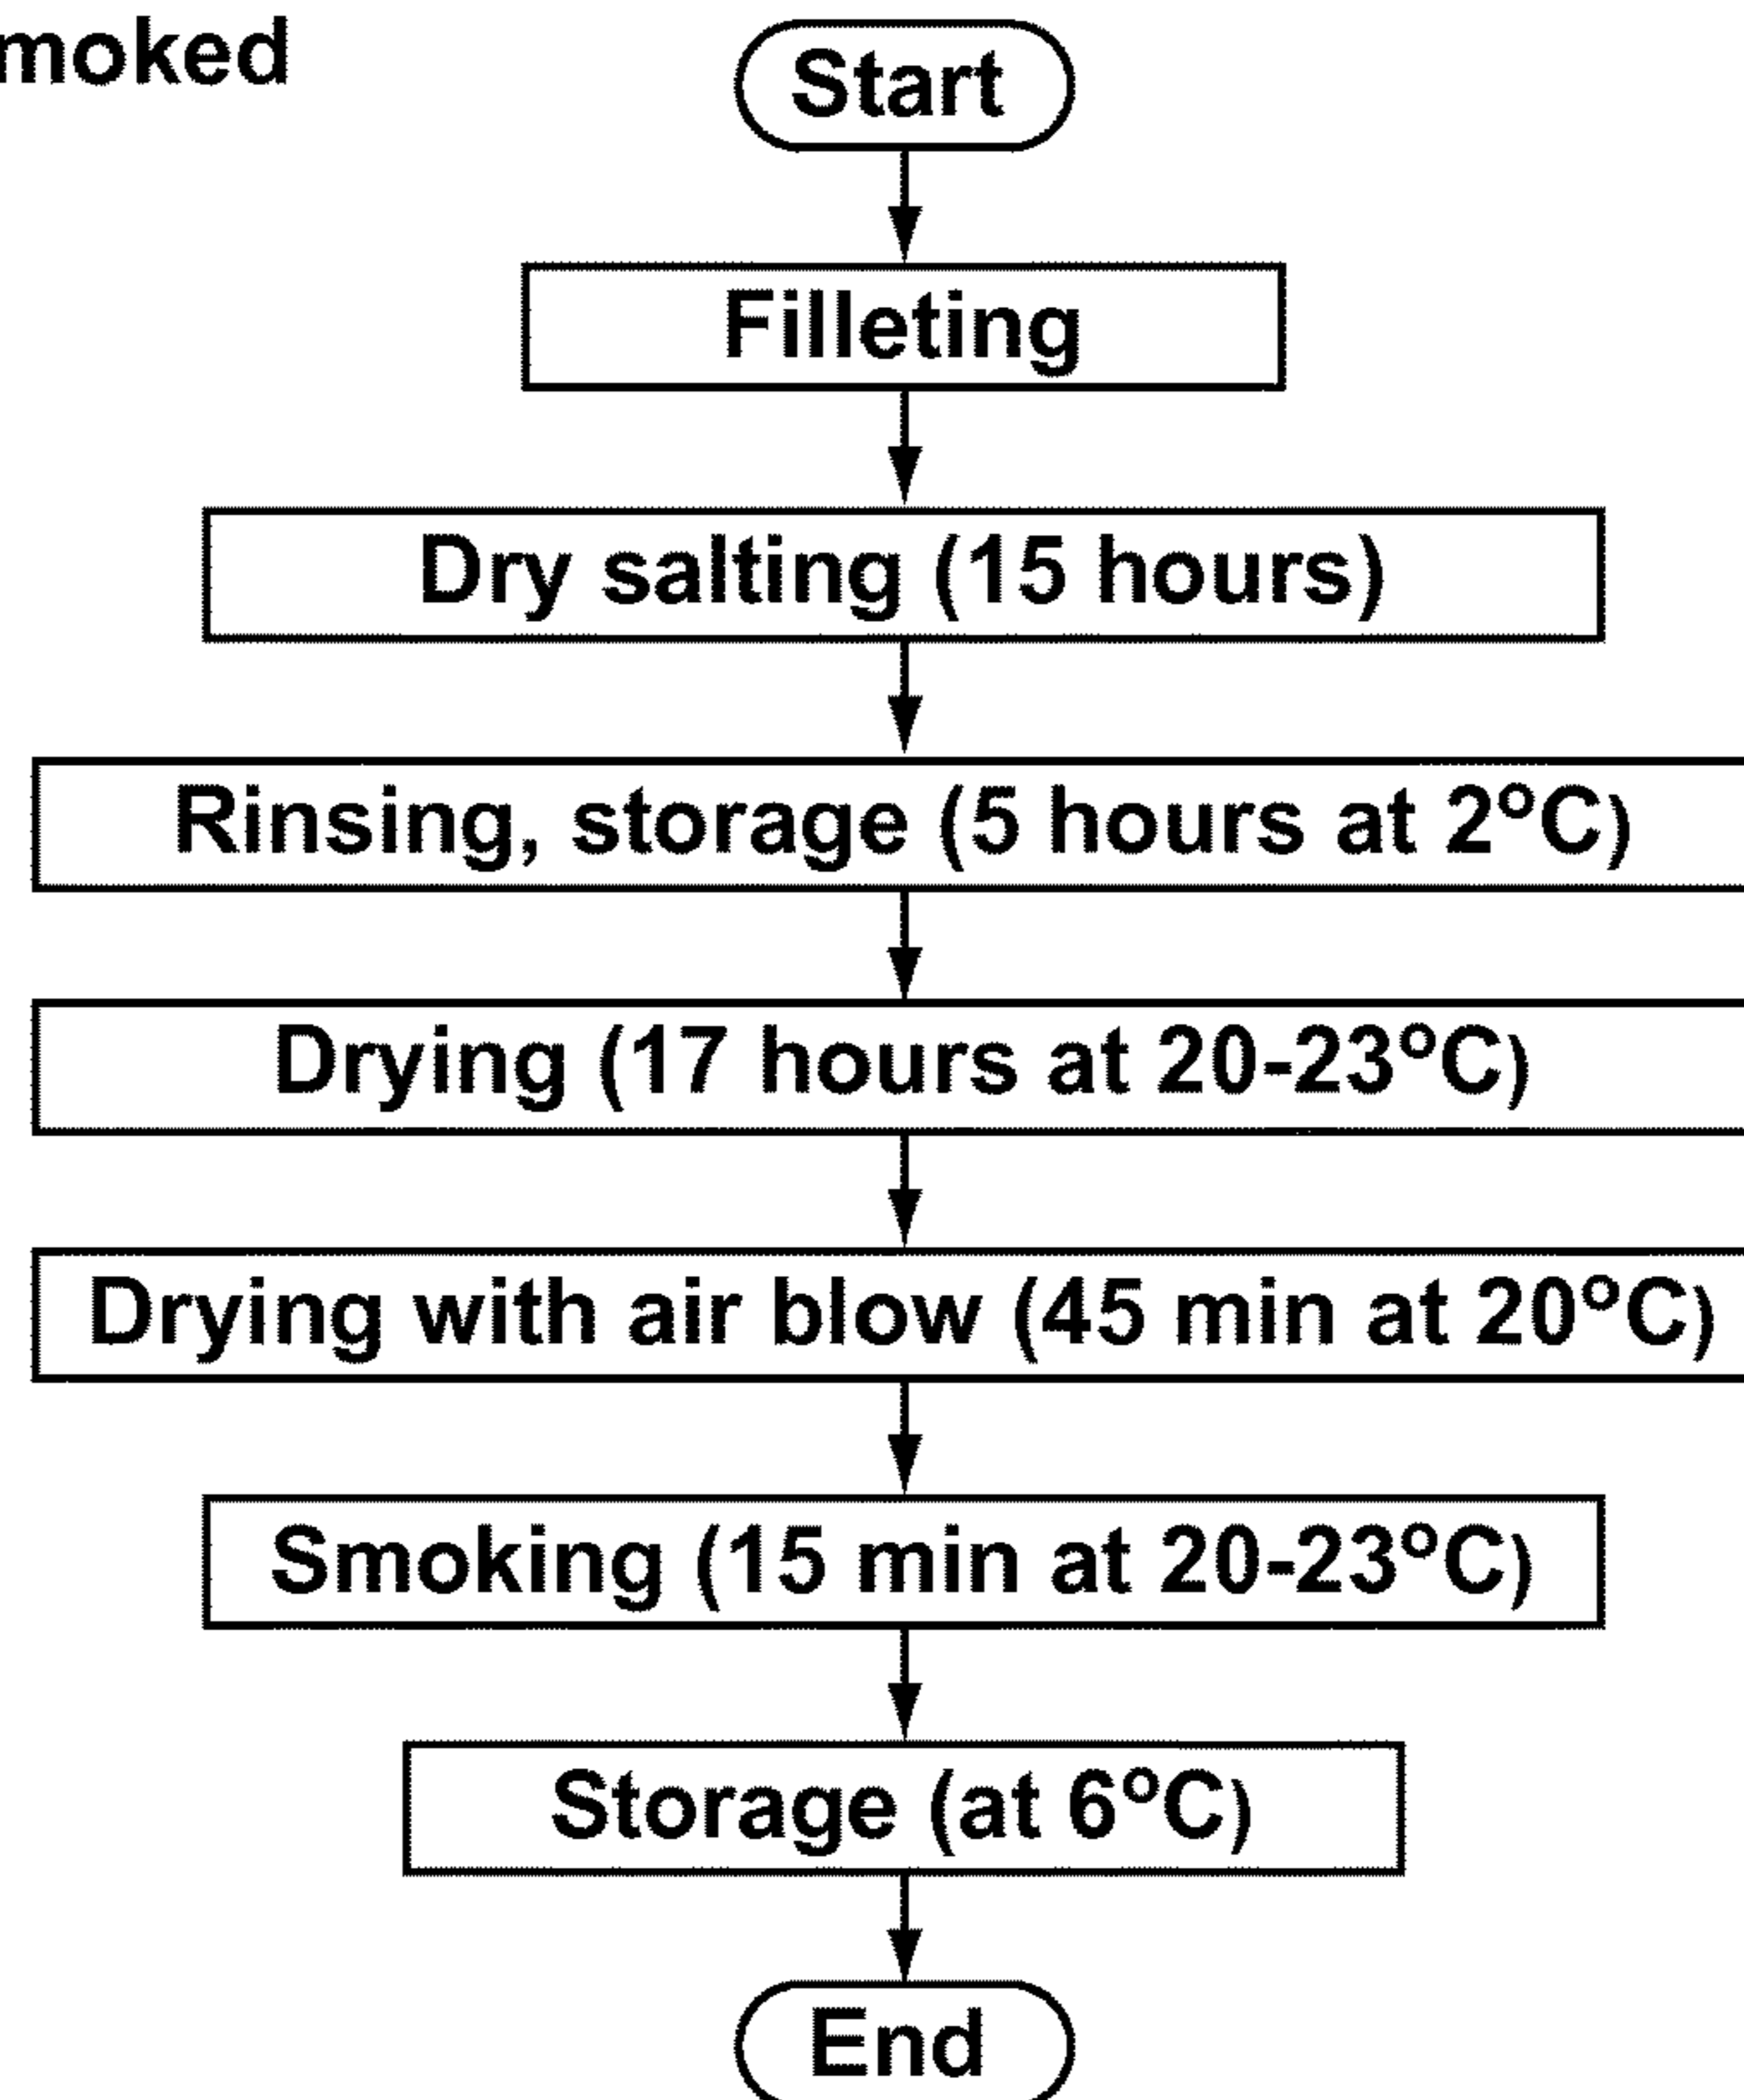 moked
Start
Filleting
Dry salting (15 hours)
Rinsing, storage (5 hours at 2°C)
Drying (17 hours at 20-23°C)
Drying with air blow (45 min at 20°C)
Smoking (15 min at 20-23°C)
Storage (at 6°C)
End